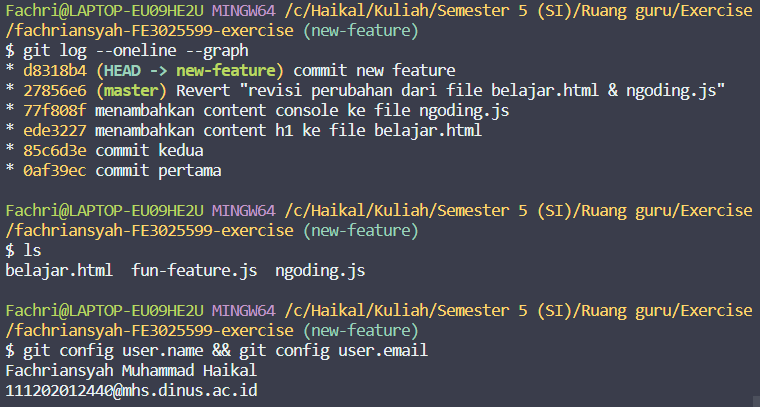 Fachri@LAPTOP-EU09HE2U MINGW64 /c/Haikal/Kuliah/Semester 5 (SI)/Ruang guru/Exercise
/fachriansyah-FE3025599-exercise (new-feature)
$ git log --oneline --graph
* d8318b4 (HEAD -> new-feature) commit new feature
* 27856e6 (master) Revert "revisi perubahan dari file belajar.html & ngoding.js"
* 77f808f menambahkan content console ke file ngoding.js
* ede3227 menambahkan content h1 ke file belajar.html
* 85c6d3e commit kedua
* 0af39ec commit pertama
Fachri@LAPTOP-EU09HE2U MINGW64 /c/Haikal/Kuliah/Semester 5 (SI)/Ruang guru/Exercise
/fachriansyah-FE3025599-exercise (new-feature)
$ ls
belajar.html  fun-feature.js  ngoding.js
Fachri@LAPTOP-EU09HE2U MINGW64 /c/Haikal/Kuliah/Semester 5 (SI)/Ruang guru/Exercise
/fachriansyah-FE3025599-exercise (new-feature)
$ git config user.name && git config user.email
Fachriansyah Muhammad Haikal
111202012440@mhs.dinus.ac.id